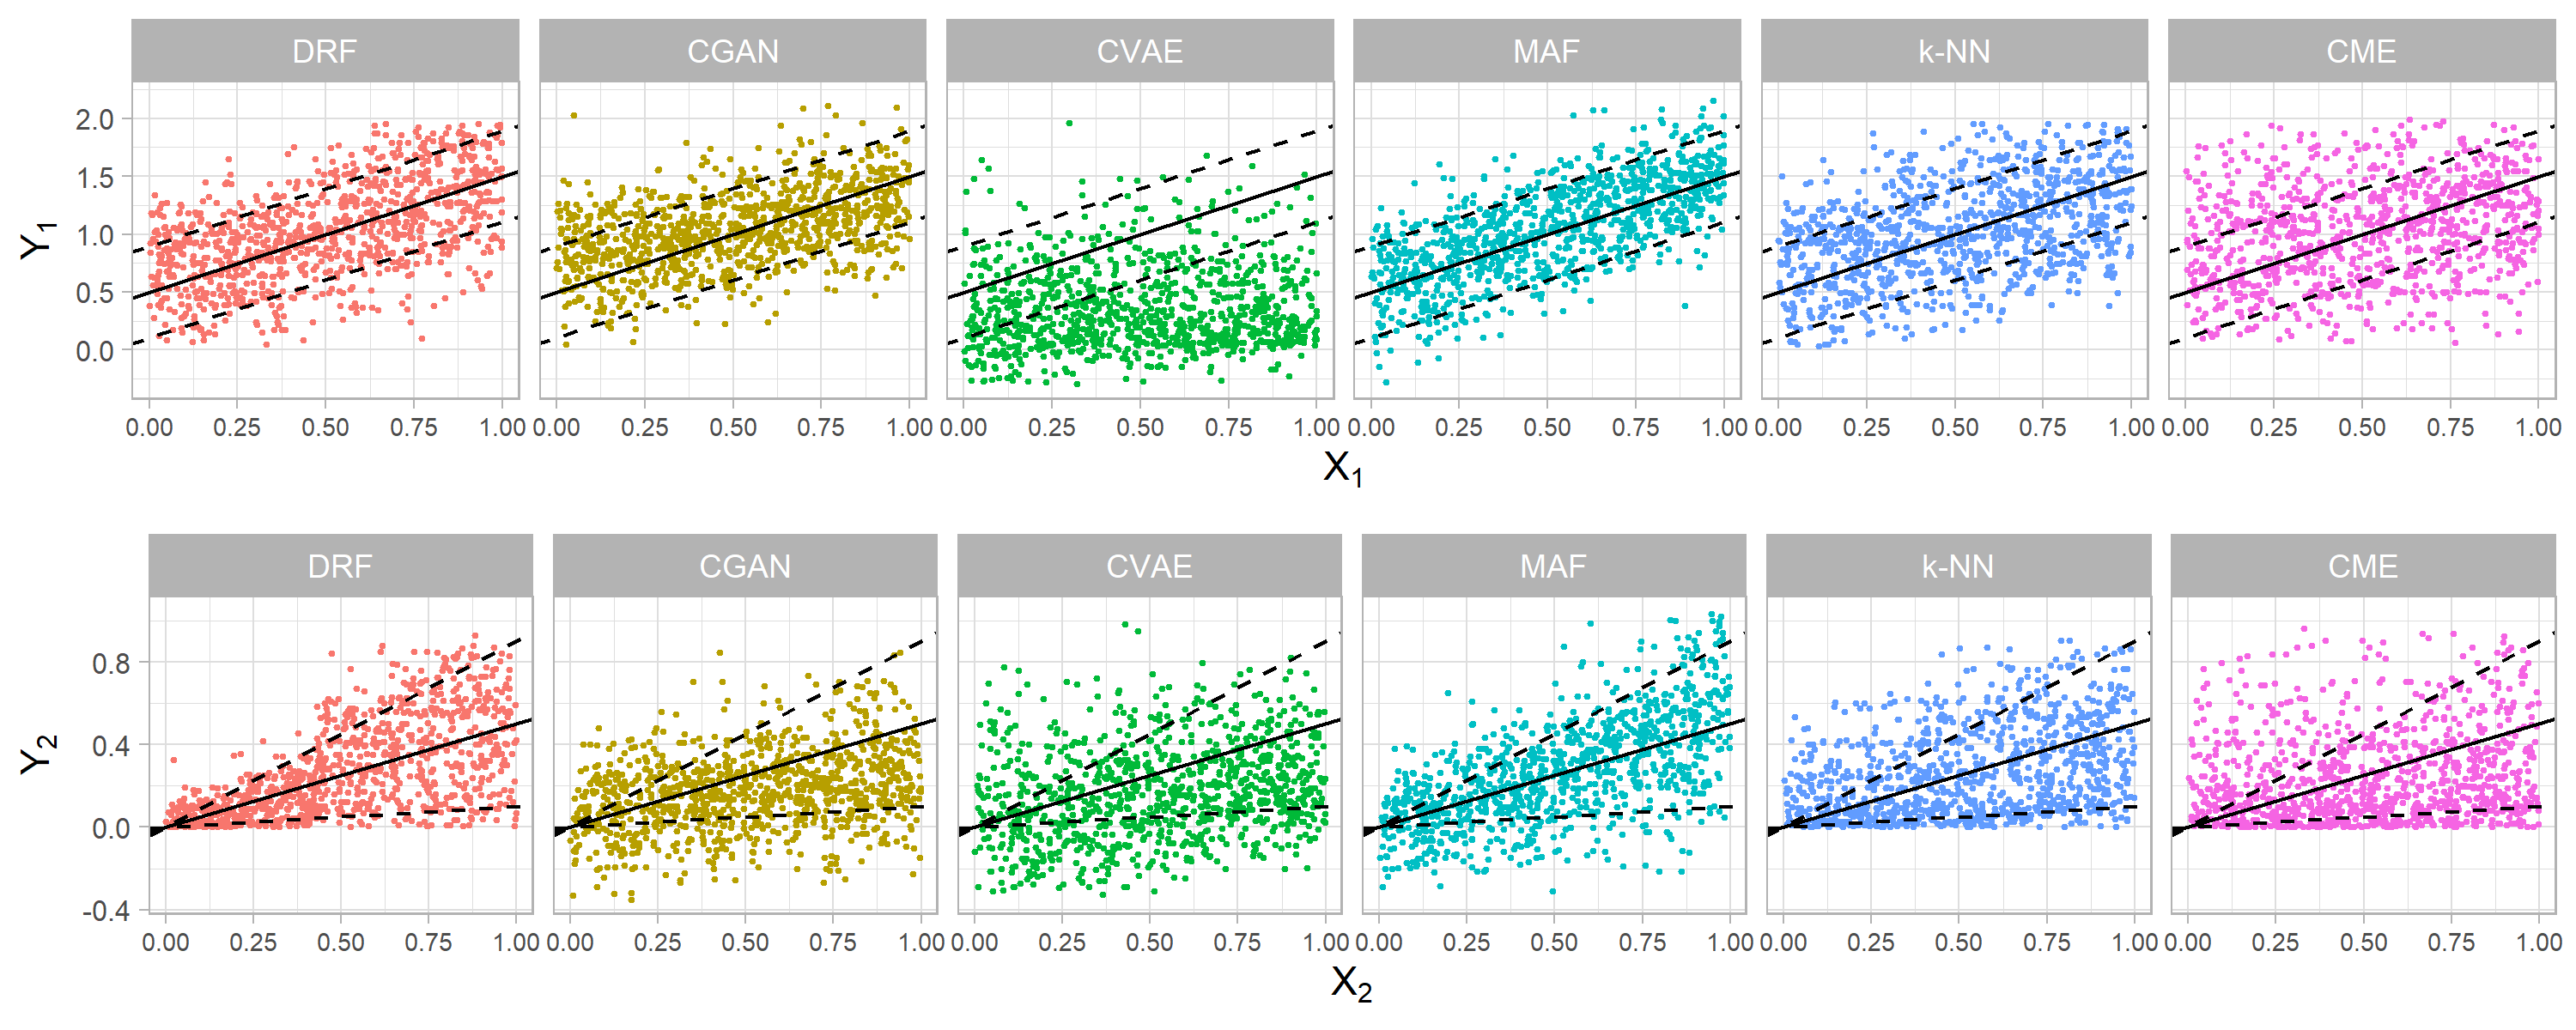 DRF CGAN CVAE MAF k-NN CME
Y₁
2.0
1.5
1.0
0.5
0.0
0.00 0.25 0.50 0.75 1.00 0.00 0.25 0.50 0.75 1.00 0.00 0.25 0.50 0.75 1.00 0.00 0.25 0.50 0.75 1.00 0.00 0.25 0.50 0.75 1.00 0.00 0.25 0.50 0.75 1.00
X₁
DRF CGAN CVAE MAF k-NN CME
Y₂
0.8
0.4
0.0
-0.4
0.00 0.25 0.50 0.75 1.00 0.00 0.25 0.50 0.75 1.00 0.00 0.25 0.50 0.75 1.00 0.00 0.25 0.50 0.75 1.00 0.00 0.25 0.50 0.75 1.00 0.00 0.25 0.50 0.75 1.00
X₂